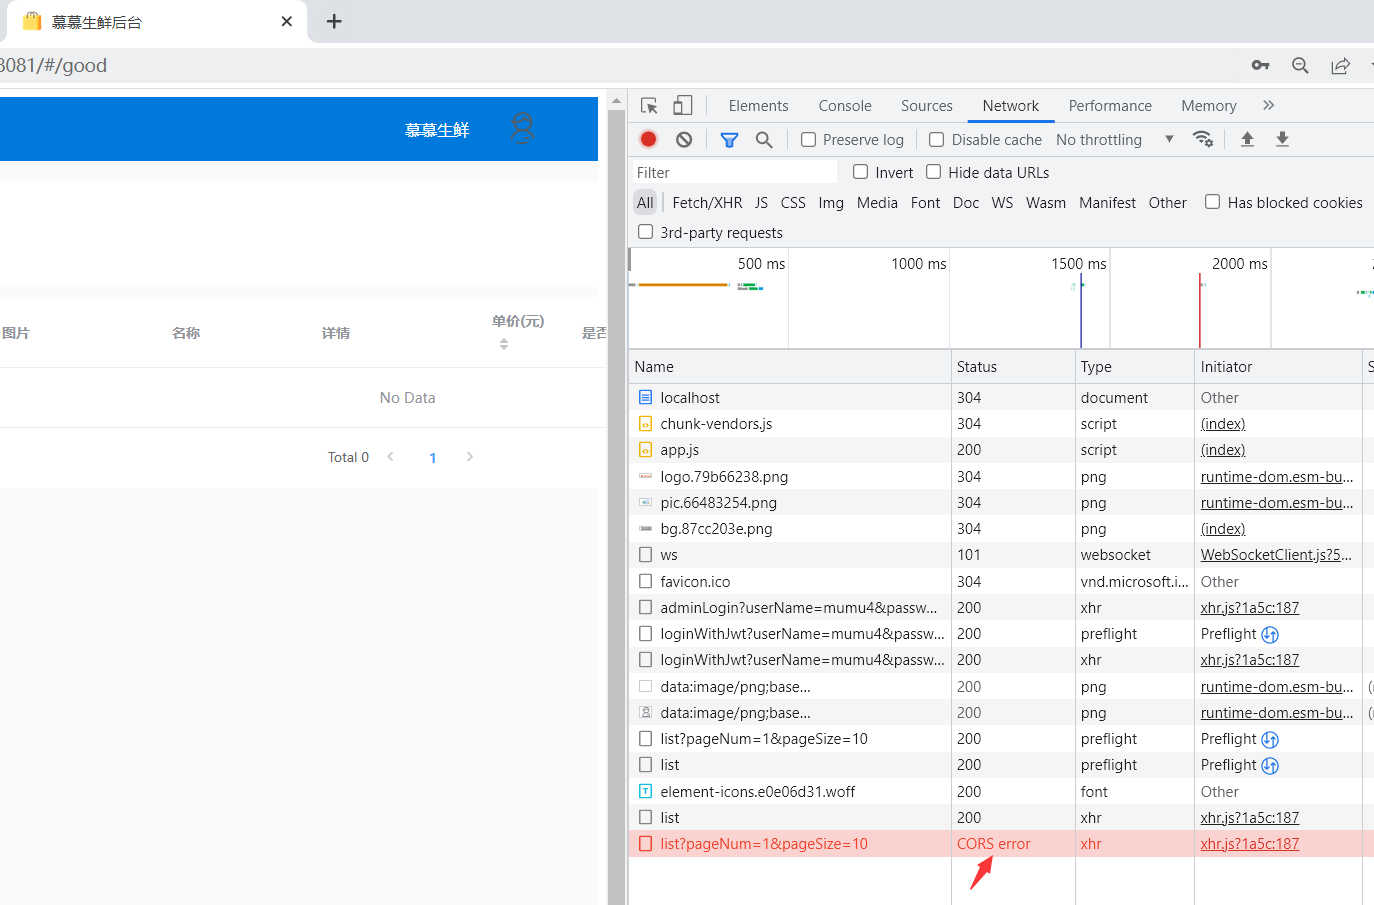 慕慕生鲜后台
3081/#/good
慕慕生鲜
图片 名称 详情 单价(元) 是否
No Data
Total 0 1
Elements Console Sources Network Performance Memory
Preserve log Disable cache No throttling
Filter Invert Hide data URLs
All Fetch/XHR JS CSS Img Media Font Doc WS Wasm Manifest Other Has blocked cookies
3rd-party requests
500 ms 1000 ms 1500 ms 2000 ms
Name Status Type Initiator S
localhost 304 document Other
chunk-vendors.js 304 script (index)
app.js 200 script (index)
logo.79b66238.png 304 png runtime-dom.esm-bu...
pic.66483254.png 304 png runtime-dom.esm-bu...
bg.87cc203e.png 304 png (index)
ws 101 websocket WebSocketClient.js?5...
favicon.ico 304 vnd.microsoft.i... Other
adminLogin?userName=mumu4&passw... 200 xhr xhr.js?1a5c:187
loginWithJwt?userName=mumu4&passw... 200 preflight Preflight
loginWithJwt?userName=mumu4&passw... 200 xhr xhr.js?1a5c:187
data:image/png;base... 200 png runtime-dom.esm-bu... (
data:image/png;base... 200 png runtime-dom.esm-bu... (
list?pageNum=1&pageSize=10 200 preflight Preflight
list 200 preflight Preflight
element-icons.e0e06d31.woff 200 font Other
list 200 xhr xhr.js?1a5c:187
list?pageNum=1&pageSize=10 CORS error xhr xhr.js?1a5c:187